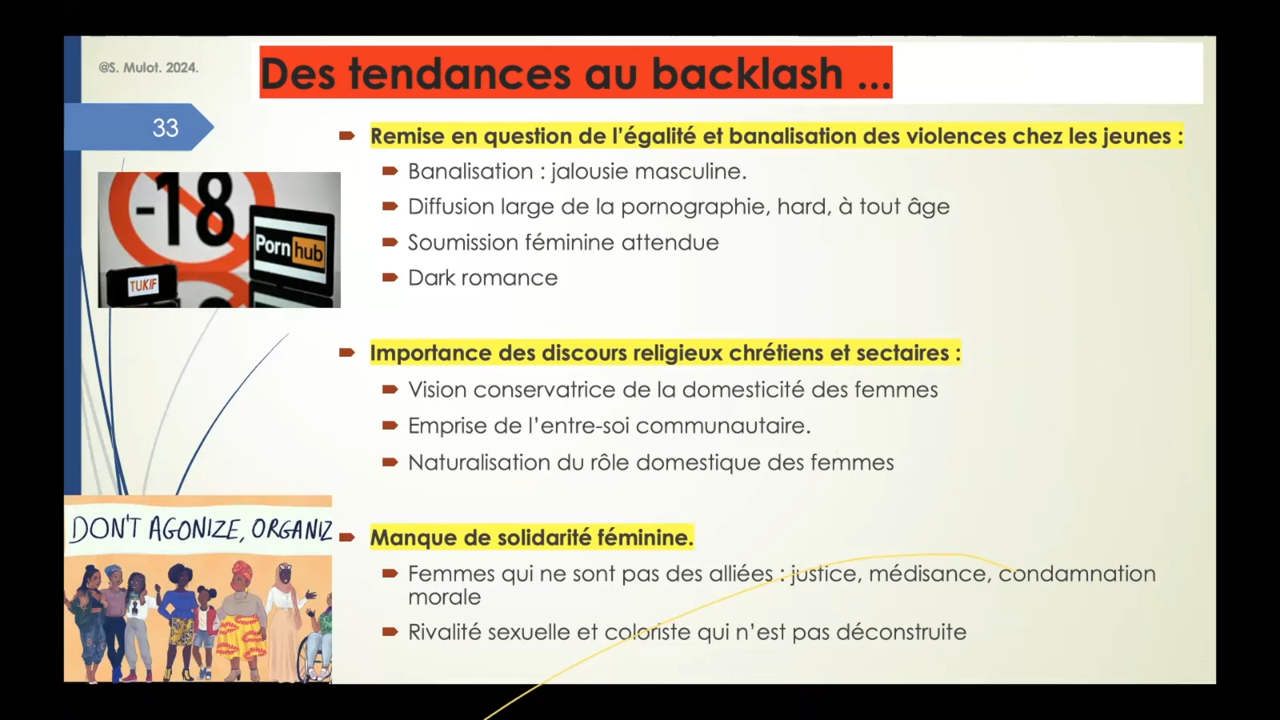 @S. Mulot. 2024.
Des tendances au backlash ...
33
Remise en question de l'égalité et banalisation des violences chez les jeunes :
Banalisation : jalousie masculine.
Diffusion large de la pornographie, hard, à tout âge
Soumission féminine attendue
Dark romance
-18
Porn hub
TUKIF
Importance des discours religieux chrétiens et sectaires :
Vision conservatrice de la domesticité des femmes
Emprise de l'entre-soi communautaire.
Naturalisation du rôle domestique des femmes
DON'T AGONIZE, ORGANIZ
Manque de solidarité féminine.
Femmes qui ne sont pas des alliées : justice, médisance, condamnation
morale
Rivalité sexuelle et coloriste qui n'est pas déconstruite